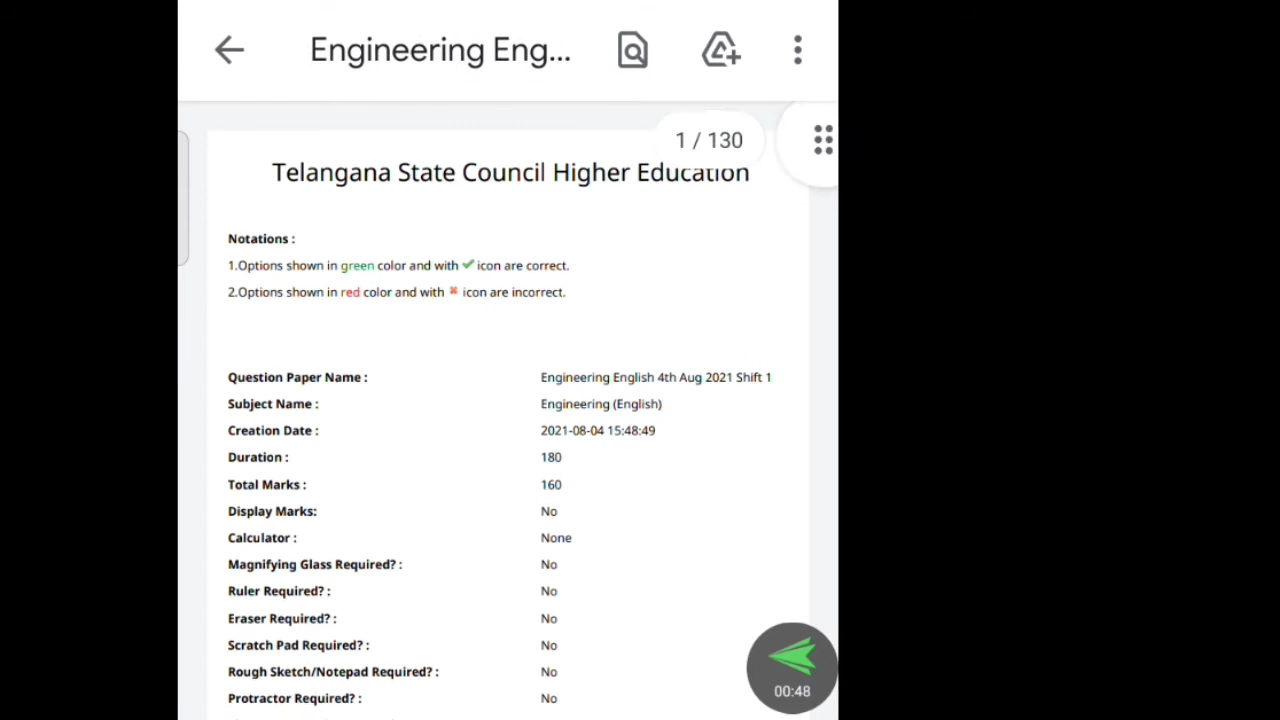 Engineering Eng...
1 / 130
Telangana State Council Higher Education
Notations :
1.Options shown in green color and with ✔ icon are correct.
2.Options shown in red color and with ✖ icon are incorrect.
Question Paper Name : Engineering English 4th Aug 2021 Shift 1
Subject Name : Engineering (English)
Creation Date : 2021-08-04 15:48:49
Duration : 180
Total Marks : 160
Display Marks: No
Calculator : None
Magnifying Glass Required? : No
Ruler Required? : No
Eraser Required? : No
Scratch Pad Required? : No
Rough Sketch/Notepad Required? : No
Protractor Required? : No
00:48